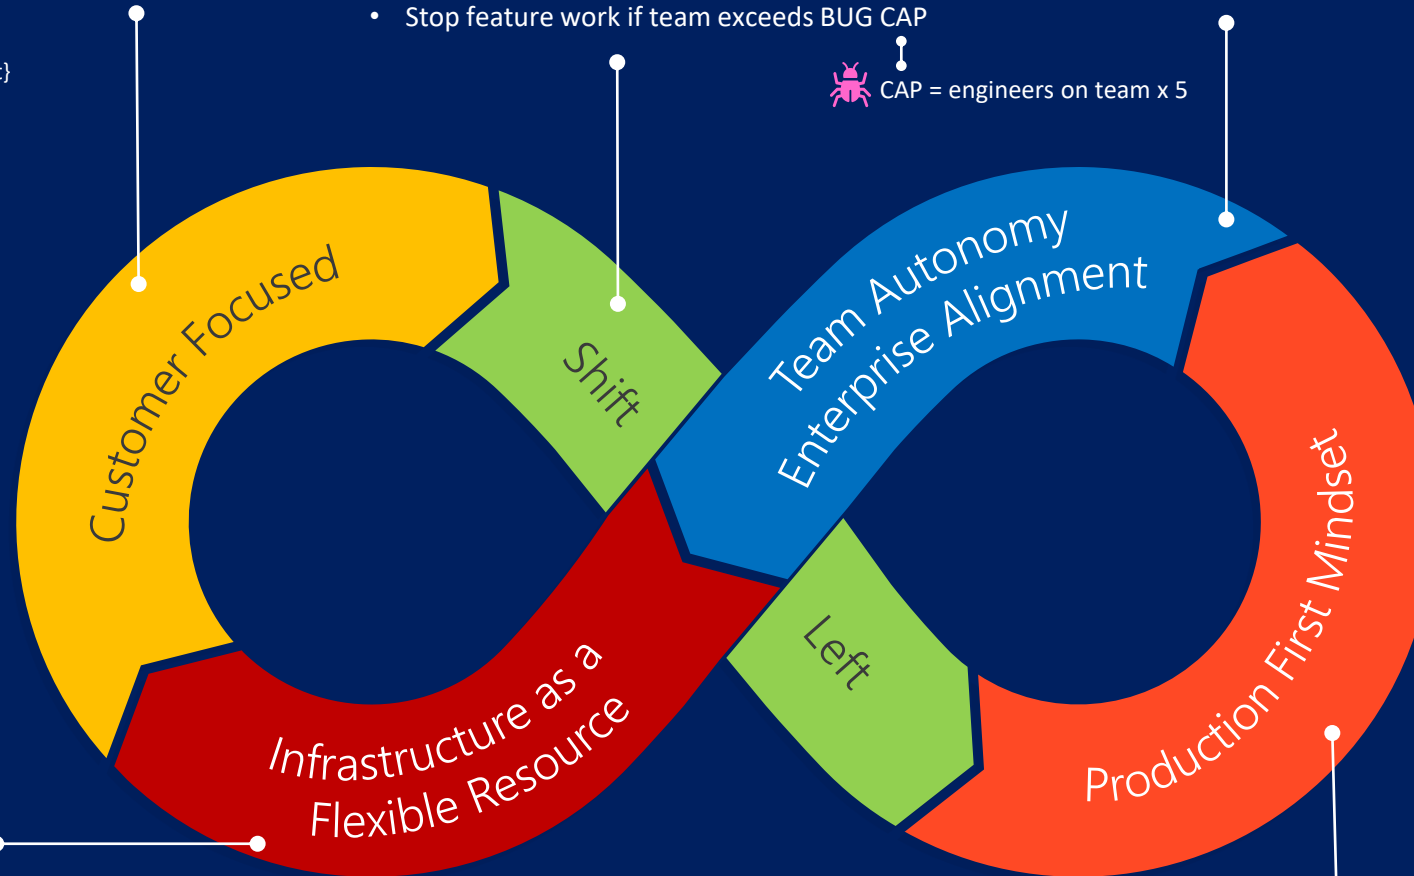 • Stop feature work if team exceeds BUG CAP
t}
CAP = engineers on team x 5
Customer Focused
Shift
Team Autonomy
Enterprise Alignment
Left
Production First Mindset
Infrastructure as a
Flexible Resource